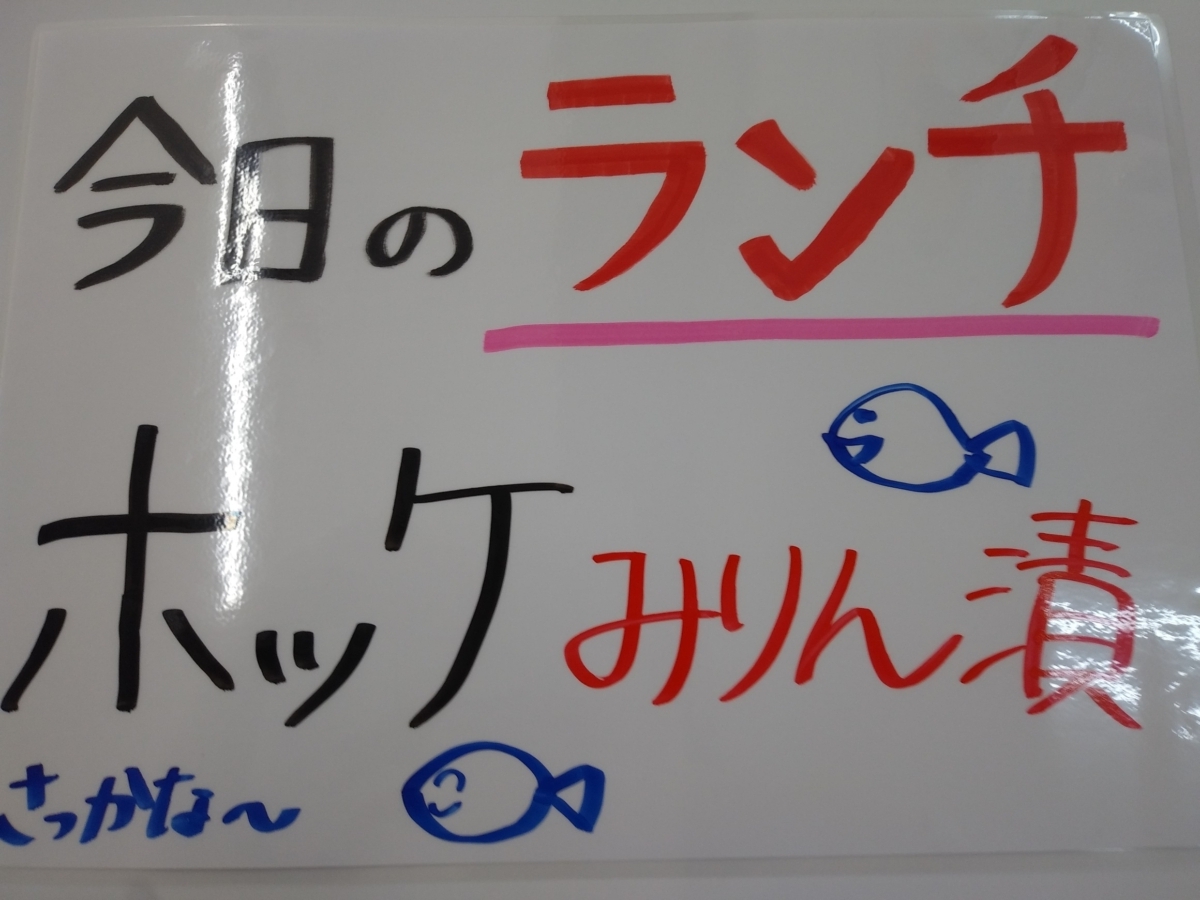 今日のランチ
ホッケみりん漬
さっかな〜